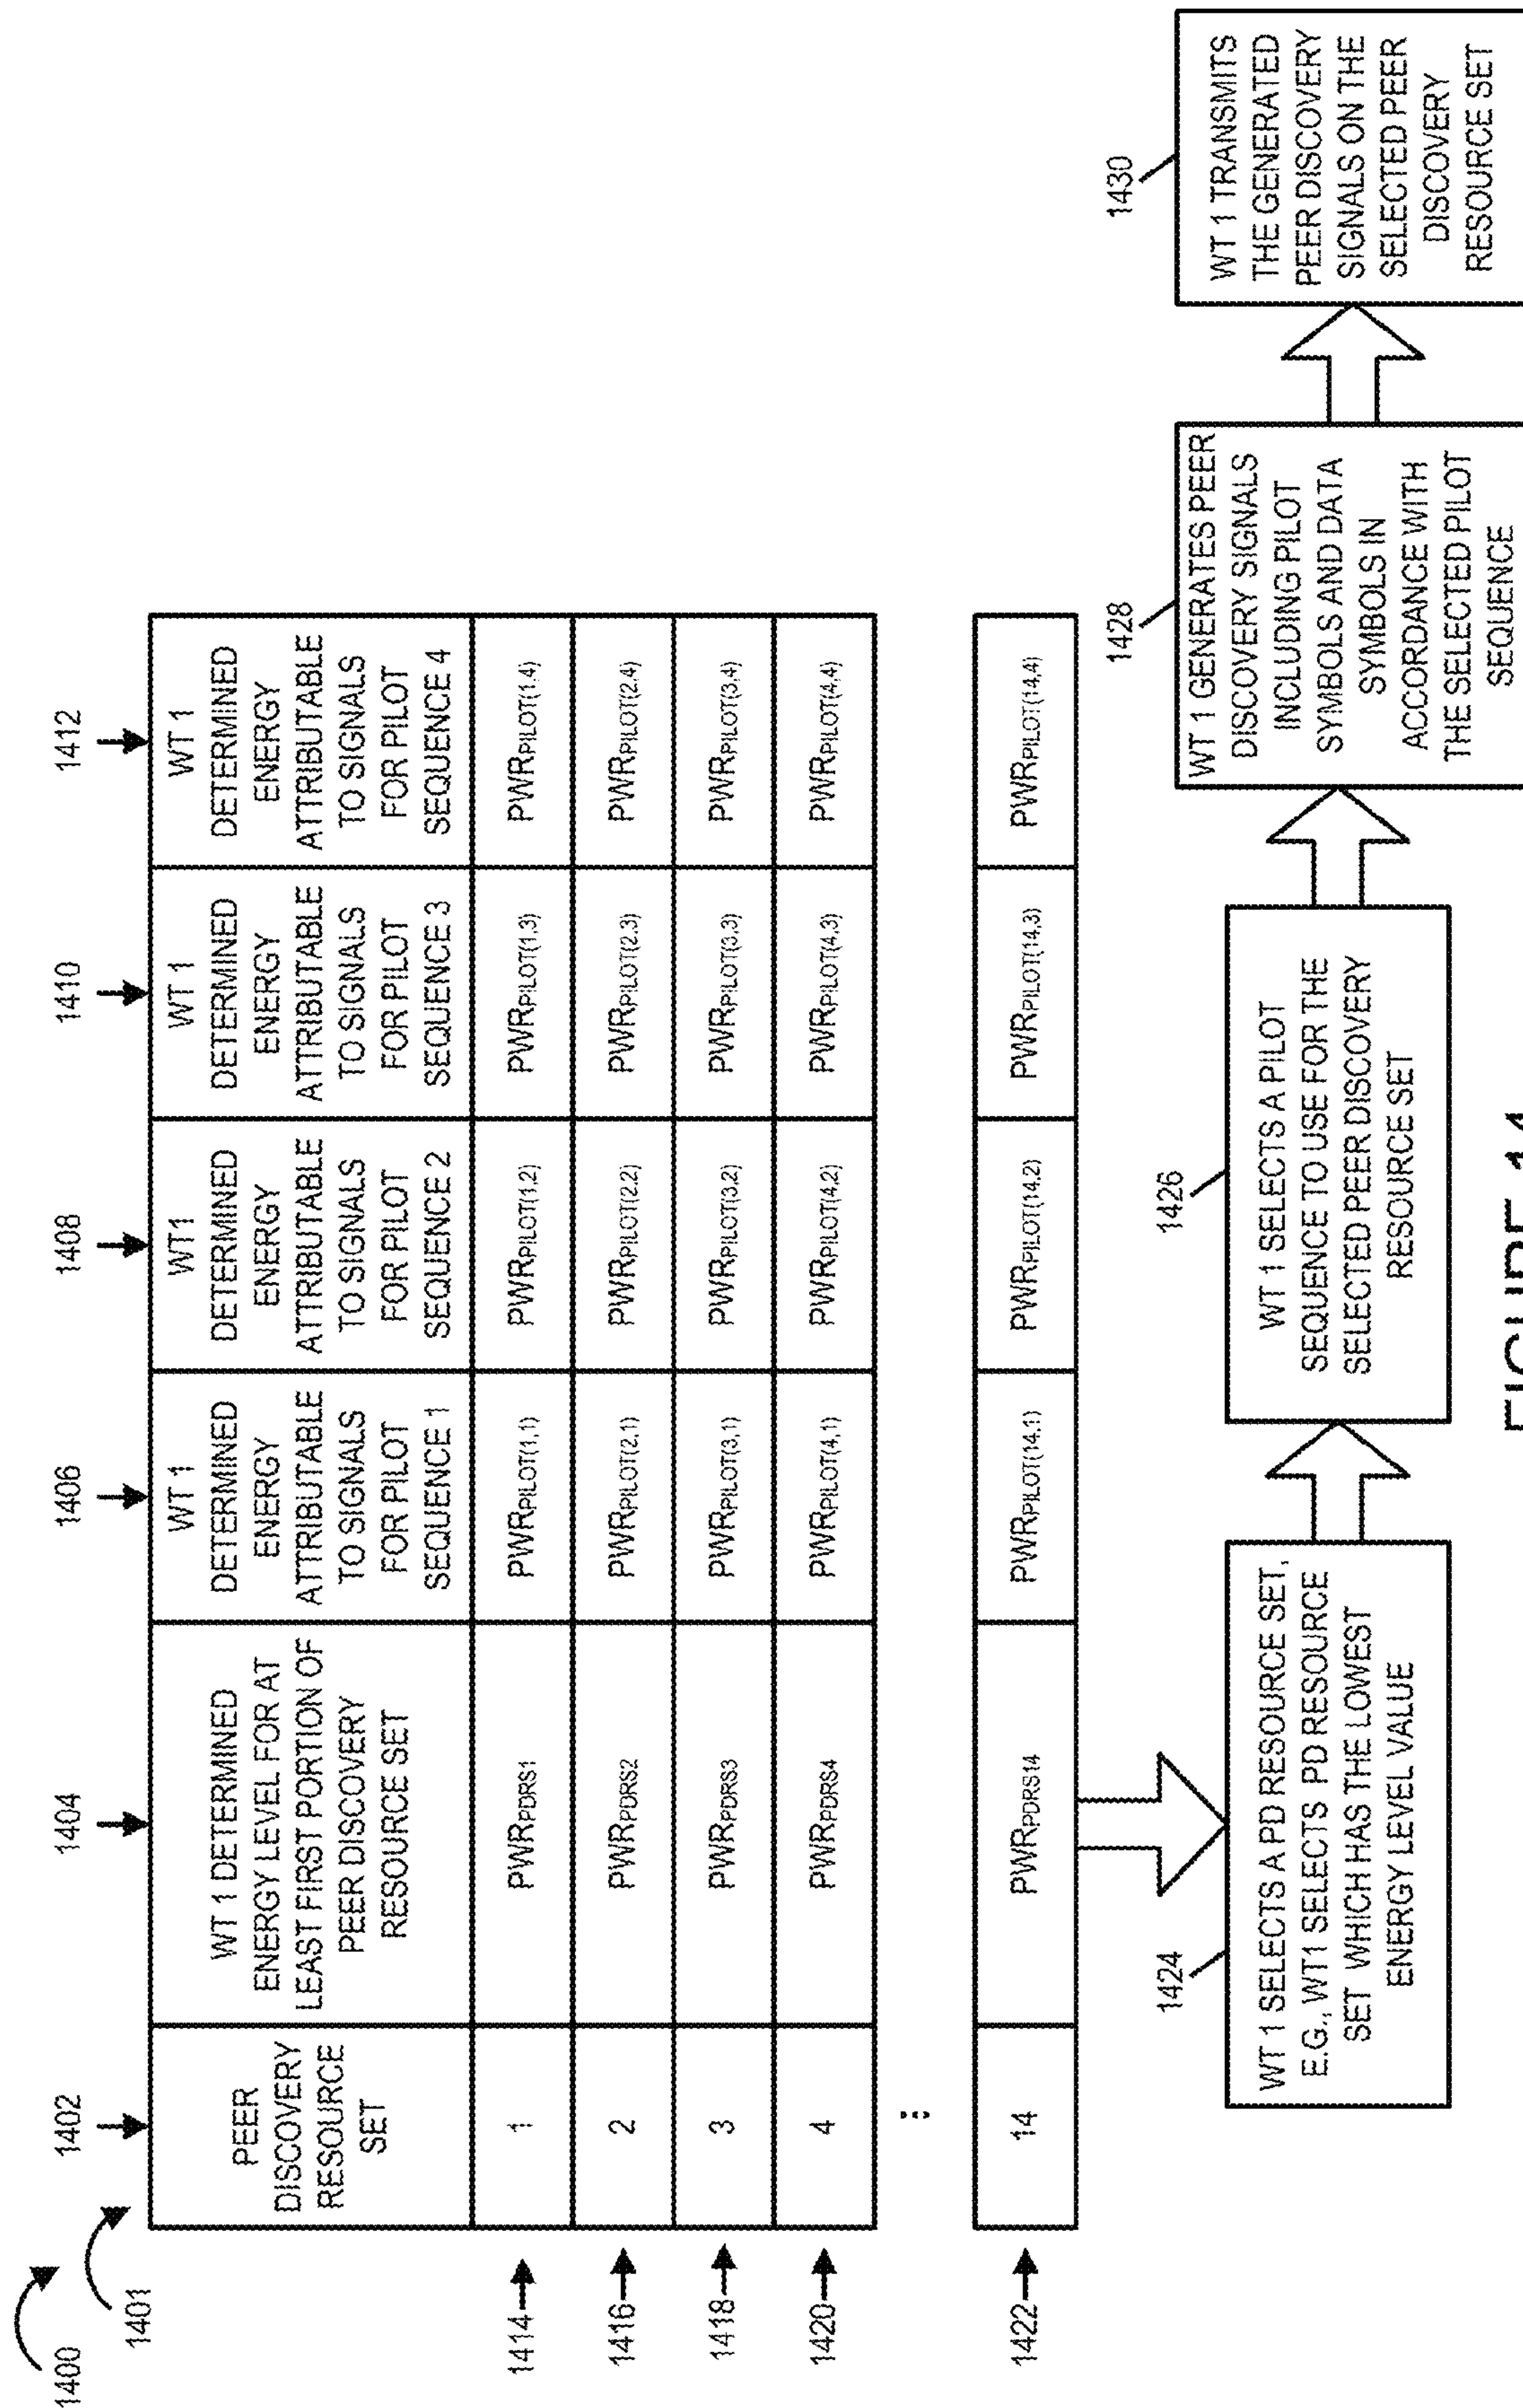 1400
1401
1402
1404
1406
1408
1410
1412
PEER
DISCOVERY
RESOURCE
SET
WT 1 DETERMINED
ENERGY LEVEL FOR AT
LEAST FIRST PORTION OF
PEER DISCOVERY
RESOURCE SET
WT 1
DETERMINED
ENERGY
ATTRIBUTABLE
TO SIGNALS
FOR PILOT
SEQUENCE 1
WT1
DETERMINED
ENERGY
ATTRIBUTABLE
TO SIGNALS
FOR PILOT
SEQUENCE 2
WT 1
DETERMINED
ENERGY
ATTRIBUTABLE
TO SIGNALS
FOR PILOT
SEQUENCE 3
WT 1
DETERMINED
ENERGY
ATTRIBUTABLE
TO SIGNALS
FOR PILOT
SEQUENCE 4
1414
1
PWRPDRS1
PWRPILOT(1,1)
PWRPILOT(1,2)
PWRPILOT(1,3)
PWRPILOT(1,4)
1416
2
PWRPDRS2
PWRPILOT(2,1)
PWRPILOT(2,2)
PWRPILOT(2,3)
PWRPILOT(2,4)
1418
3
PWRPDRS3
PWRPILOT(3,1)
PWRPILOT(3,2)
PWRPILOT(3,3)
PWRPILOT(3,4)
1420
4
PWRPDRS4
PWRPILOT(4,1)
PWRPILOT(4,2)
PWRPILOT(4,3)
PWRPILOT(4,4)
1422
14
PWRPDRS14
PWRPILOT(14,1)
PWRPILOT(14,2)
PWRPILOT(14,3)
PWRPILOT(14,4)
1424
WT 1 SELECTS A PD RESOURCE SET,
E.G., WT1 SELECTS PD RESOURCE
SET WHICH HAS THE LOWEST
ENERGY LEVEL VALUE
1426
WT 1 SELECTS A PILOT
SEQUENCE TO USE FOR THE
SELECTED PEER DISCOVERY
RESOURCE SET
1428
WT 1 GENERATES PEER
DISCOVERY SIGNALS
INCLUDING PILOT
SYMBOLS AND DATA
SYMBOLS IN
ACCORDANCE WITH
THE SELECTED PILOT
SEQUENCE
1430
WT 1 TRANSMITS
THE GENERATED
PEER DISCOVERY
SIGNALS ON THE
SELECTED PEER
DISCOVERY
RESOURCE SET
FIGURE 14